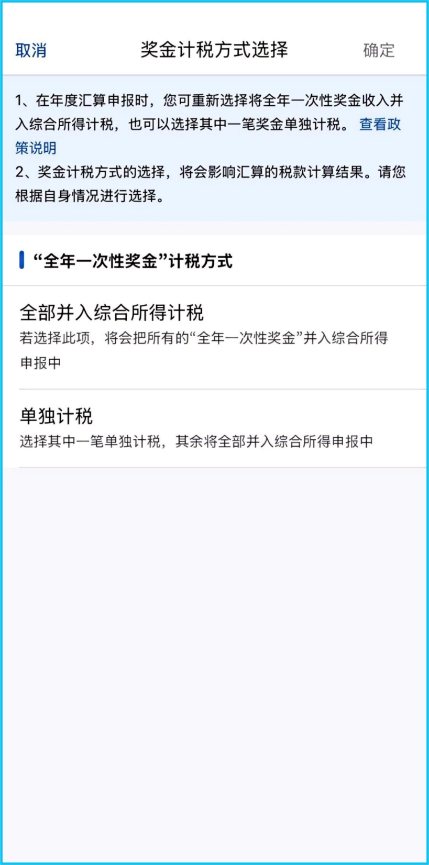 取消 奖金计税方式选择 确定
1、在年度汇算申报时，您可重新选择将全年一次性奖金收入并
入综合所得计税，也可以选择其中一笔奖金单独计税。 查看政
策说明
2、奖金计税方式的选择，将会影响汇算的税款计算结果。请您
根据自身情况进行选择。
“全年一次性奖金”计税方式
全部并入综合所得计税
若选择此项，将会把所有的“全年一次性奖金”并入综合所得
申报中
单独计税
选择其中一笔单独计税，其余将全部并入综合所得申报中